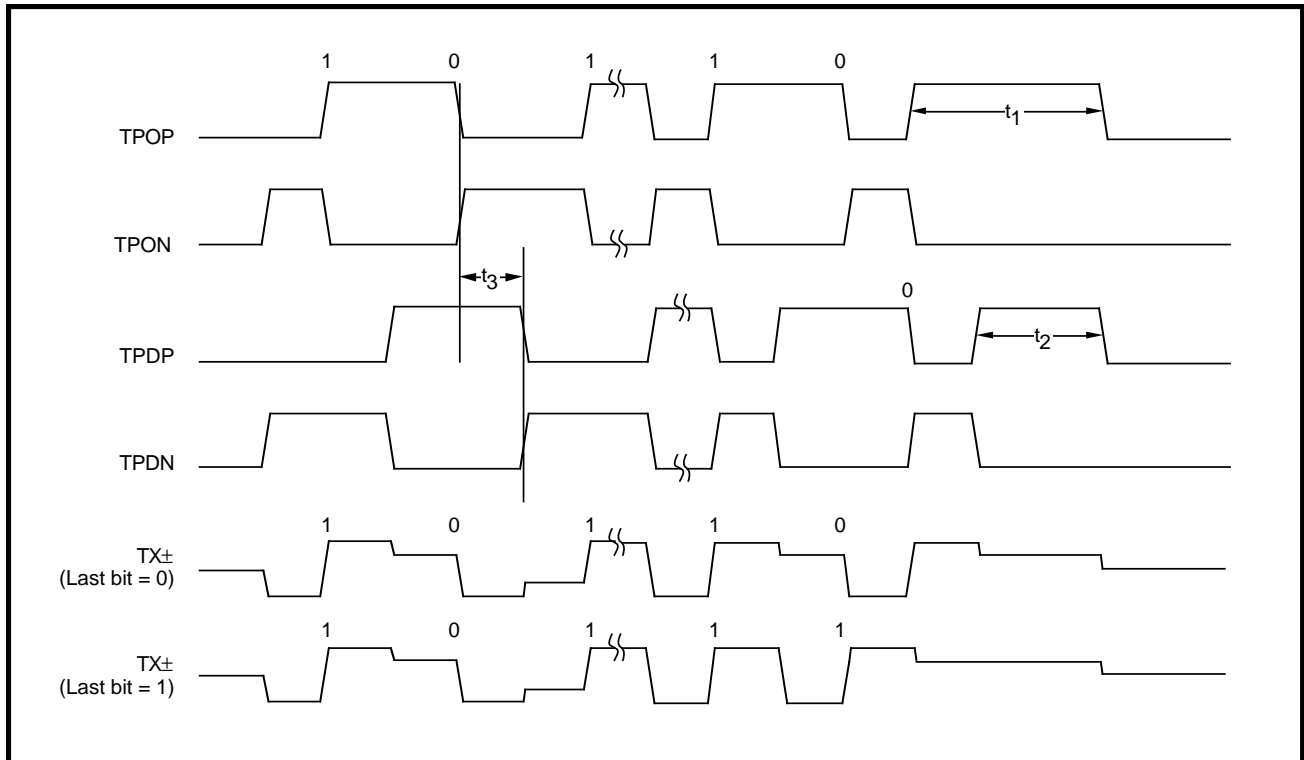 1 0 1 1 0
TPOP
t1
TPON
t3
0
TPDP
t2
TPDN
1 0 1 1 0
TX±
(Last bit = 0)
1 0 1 1 1
TX±
(Last bit = 1)